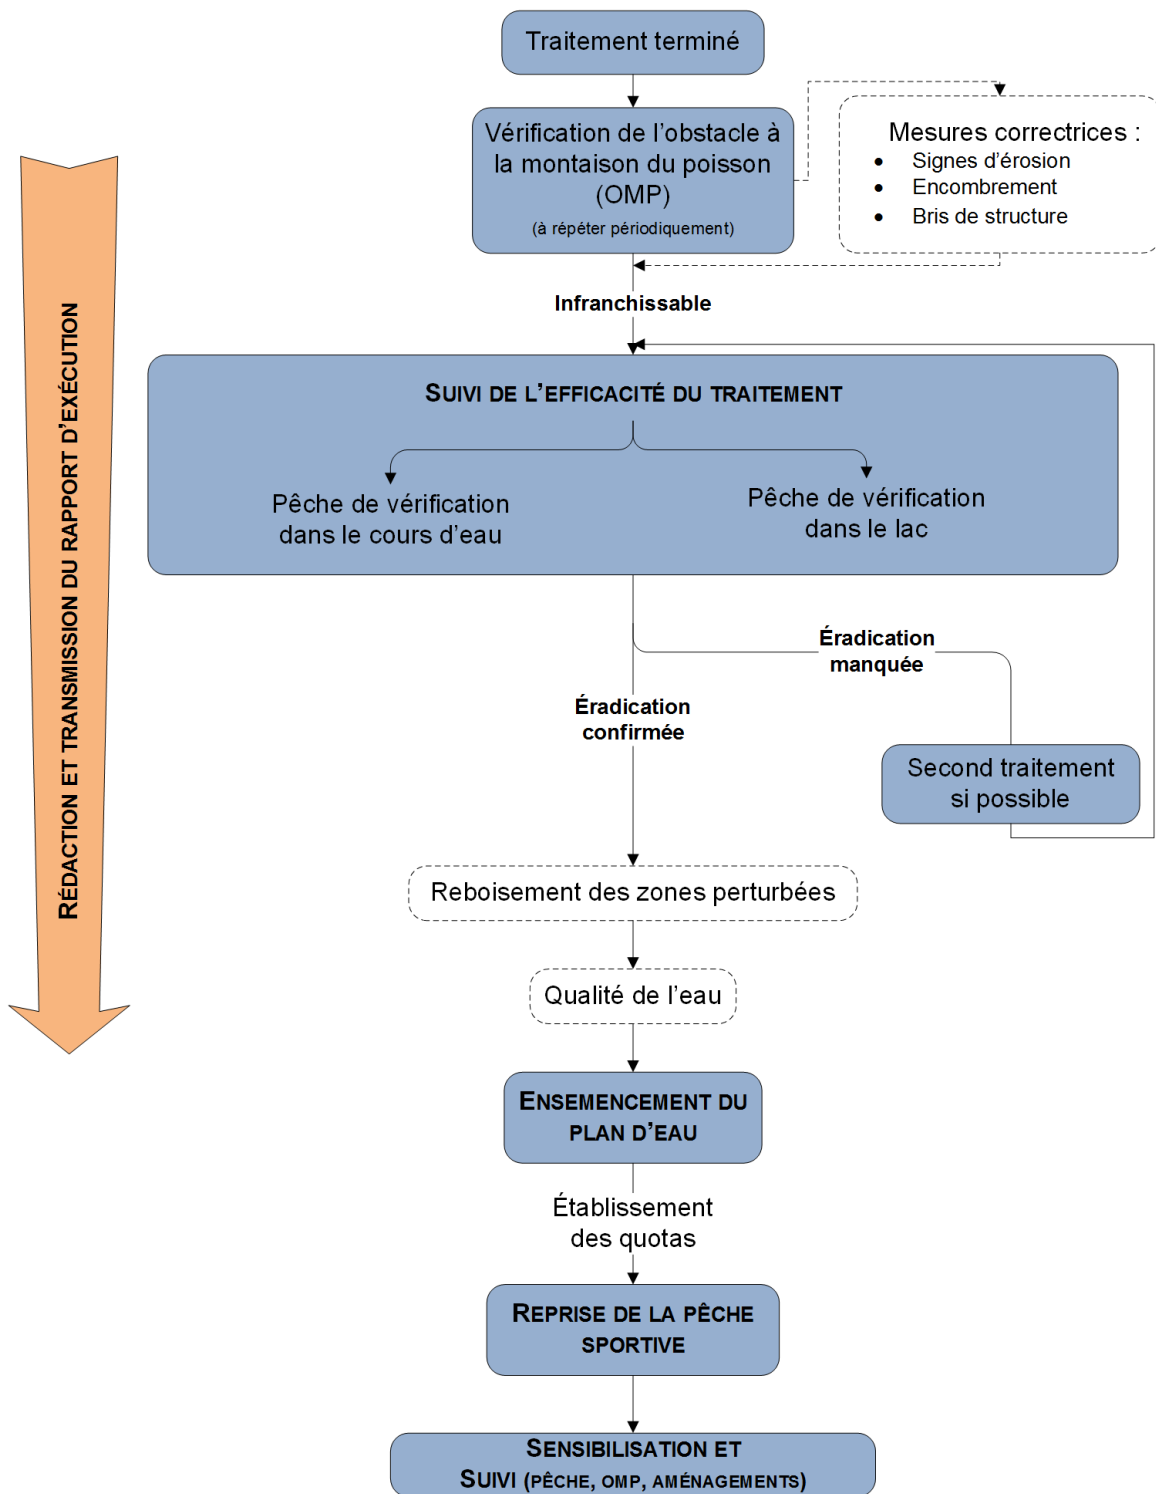 Traitement terminé
Vérification de l’obstacle à
la montaison du poisson
(OMP)
(à répéter périodiquement)
Mesures correctrices :
• Signes d’érosion
• Encombrement
• Bris de structure
Infranchissable
SUIVI DE L’EFFICACITÉ DU TRAITEMENT
Pêche de vérification
dans le cours d’eau
Pêche de vérification
dans le lac
Éradication
manquée
Éradication
confirmée
Second traitement
si possible
Reboisement des zones perturbées
Qualité de l’eau
ENSEMENCEMENT DU
PLAN D’EAU
Établissement
des quotas
REPRISE DE LA PÊCHE
SPORTIVE
SENSIBILISATION ET
SUIVI (PÊCHE, OMP, AMÉNAGEMENTS)
RÉDACTION ET TRANSMISSION DU RAPPORT D’EXÉCUTION